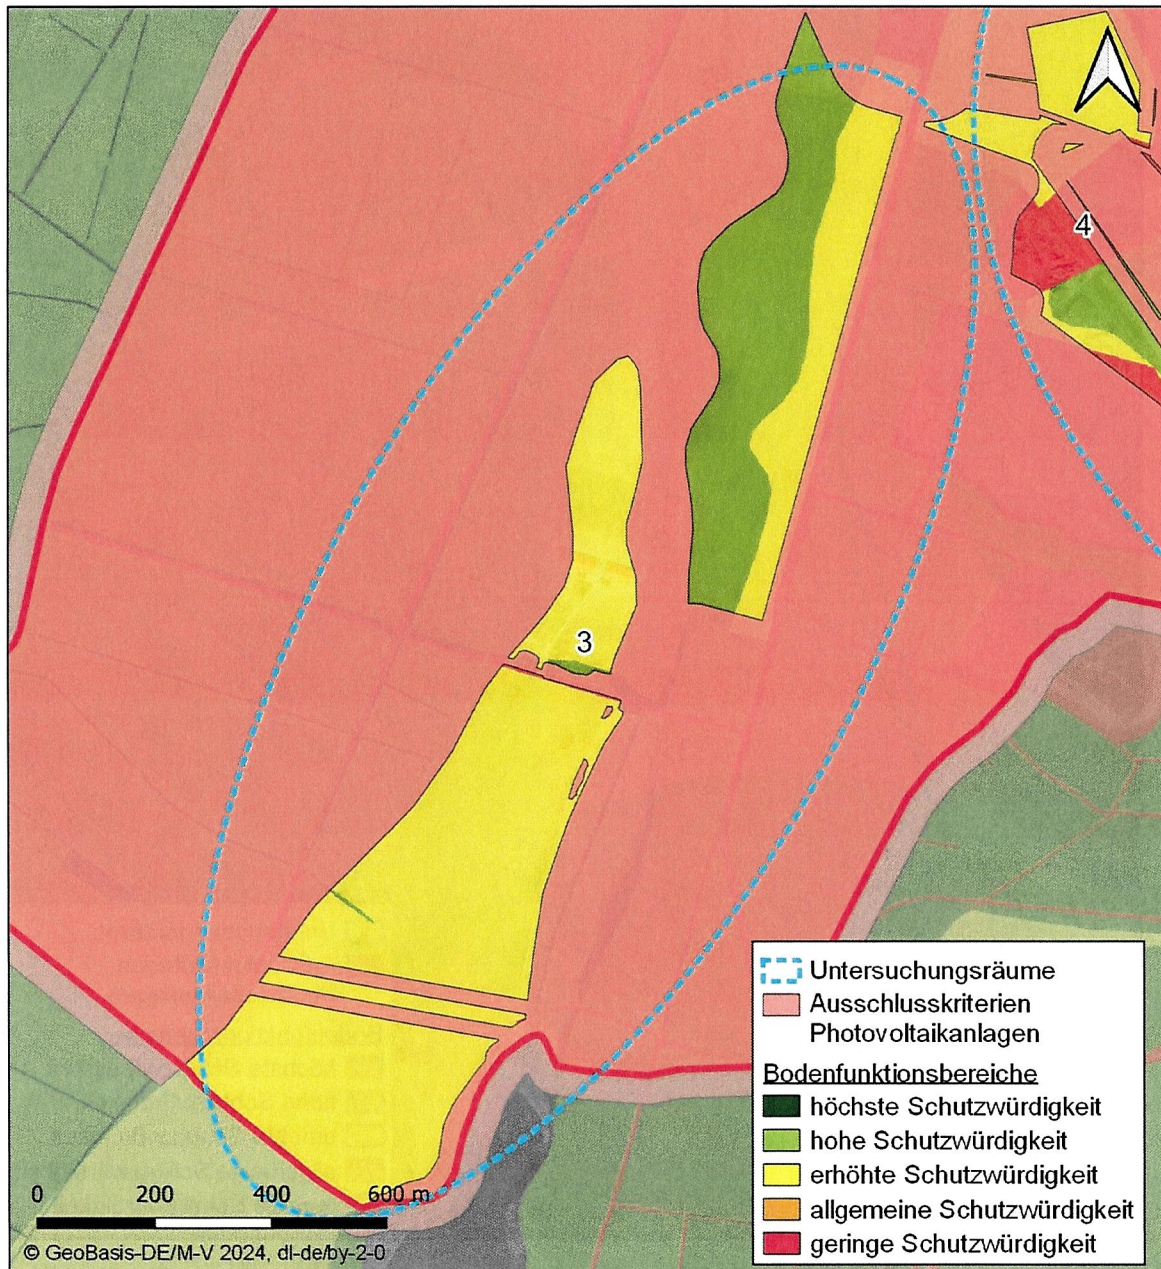 4
3
Untersuchungsräume
Ausschlusskriterien
Photovoltaikanlagen
Bodenfunktionsbereiche
höchste Schutzwürdigkeit
hohe Schutzwürdigkeit
erhöhte Schutzwürdigkeit
allgemeine Schutzwürdigkeit
geringe Schutzwürdigkeit
0 200 400 600 m
© GeoBasis-DE/M-V 2024, dl-de/by-2-0